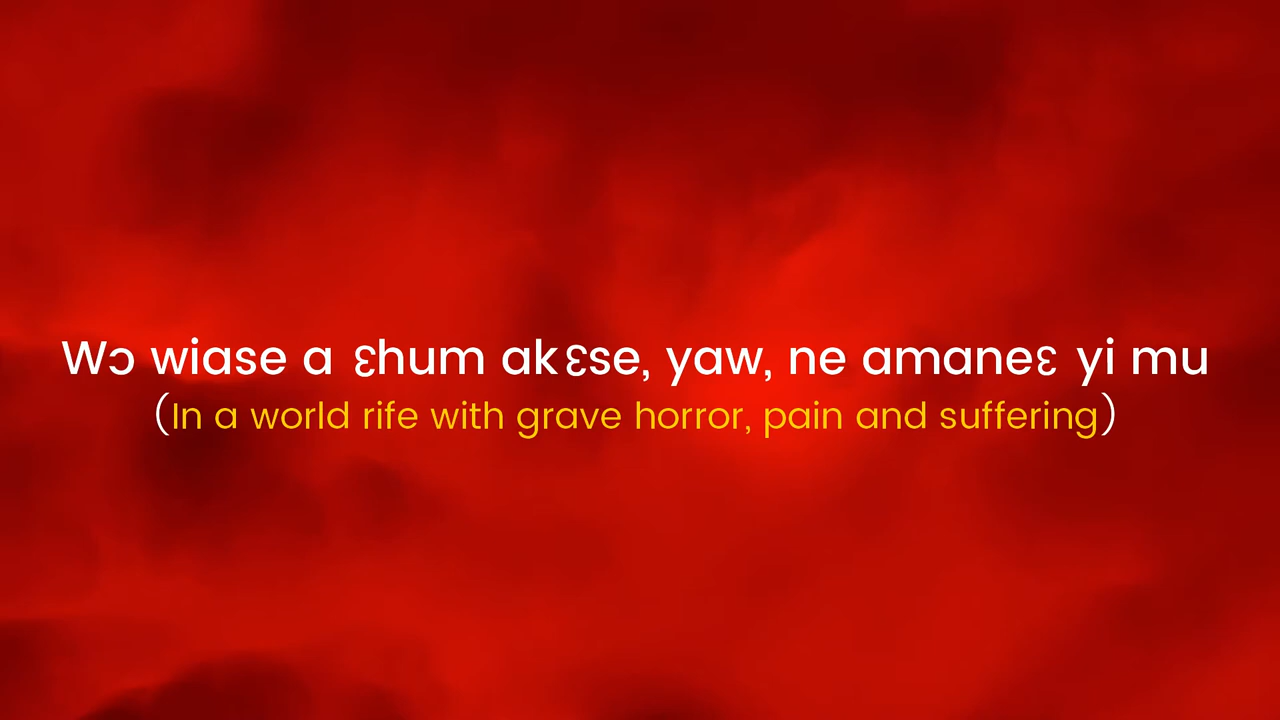 Wɔ wiase a ɛhum akɛse, yaw, ne amaneɛ yi mu
(In a world rife with grave horror, pain and suffering)